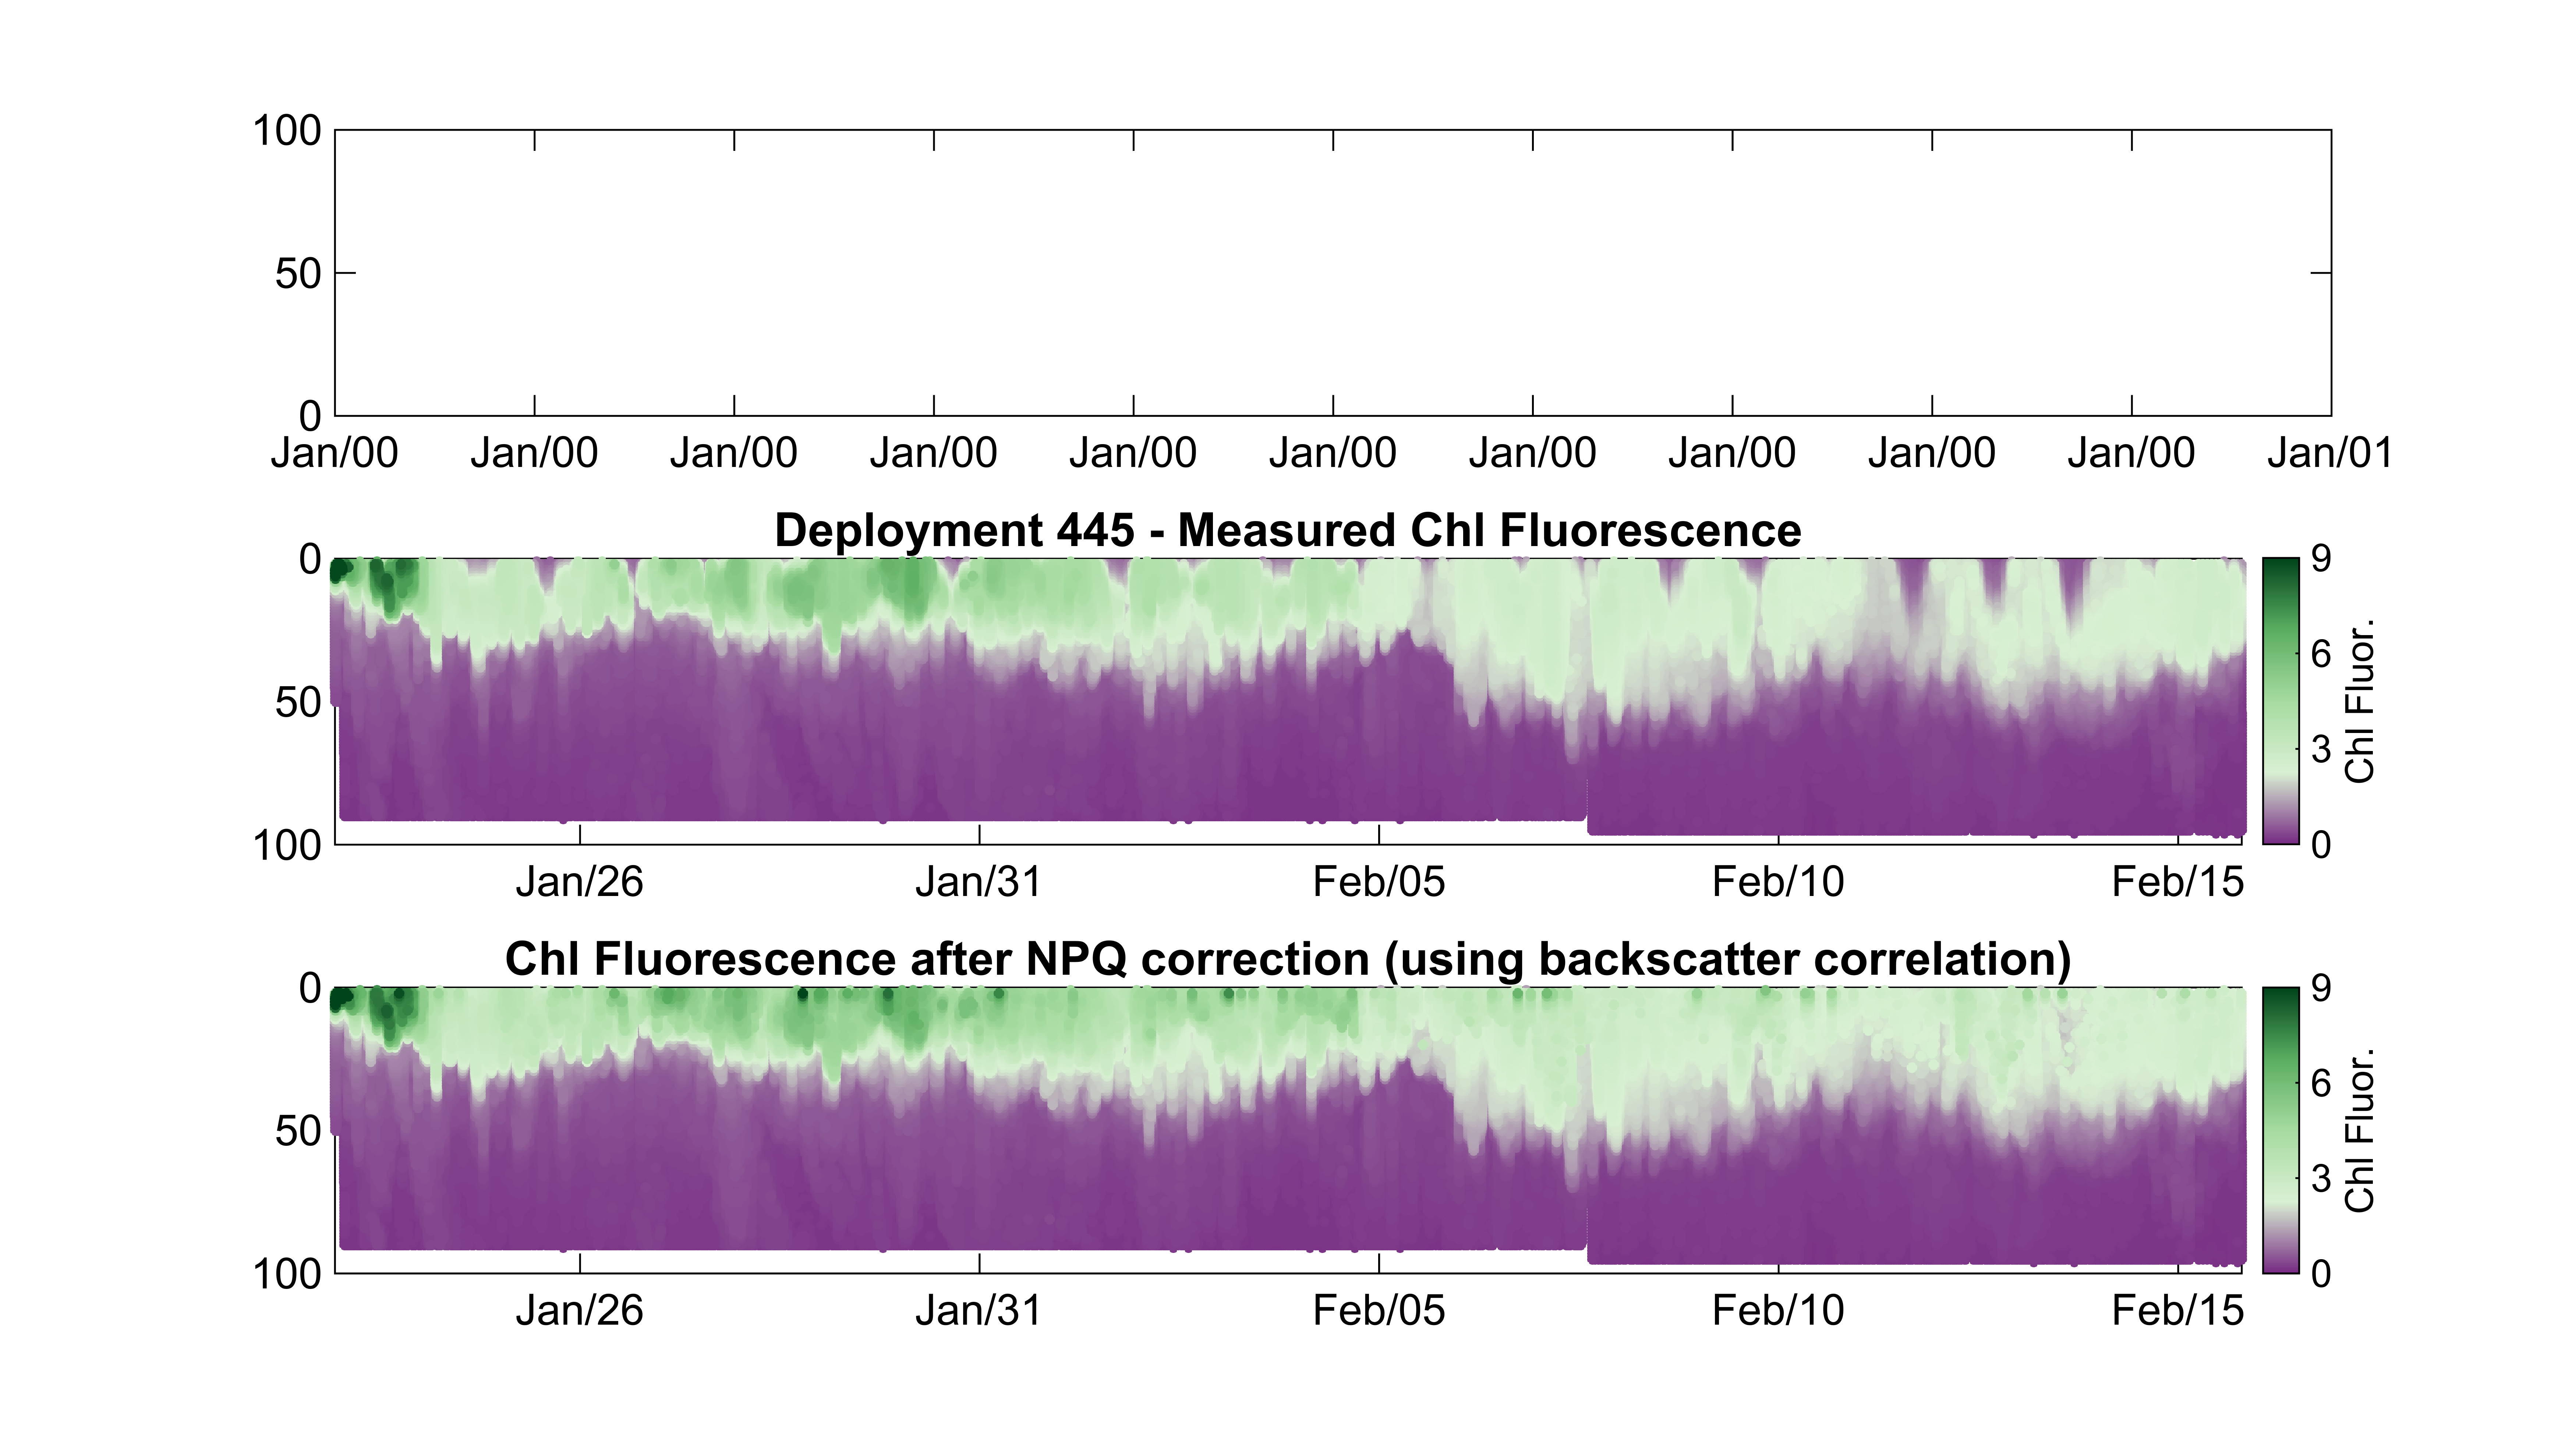 100
50
0
Jan/00 Jan/00 Jan/00 Jan/00 Jan/00 Jan/00 Jan/00 Jan/00 Jan/00 Jan/00 Jan/01
Deployment 445 - Measured Chl Fluorescence
0
50
100
Jan/26 Jan/31 Feb/05 Feb/10 Feb/15
9
6
3
0
Chl Fluor.
Chl Fluorescence after NPQ correction (using backscatter correlation)
0
50
100
Jan/26 Jan/31 Feb/05 Feb/10 Feb/15
9
6
3
0
Chl Fluor.